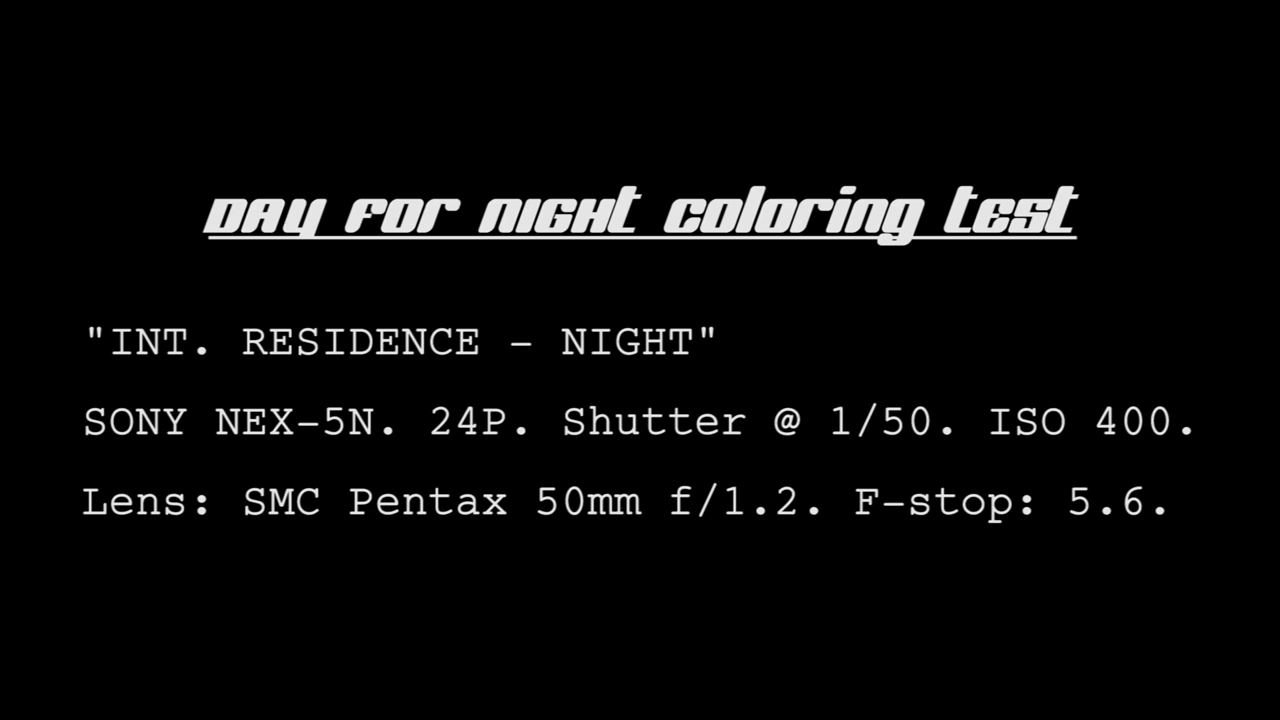 DAY FOR NIGHT coloring test
"INT. RESIDENCE - NIGHT"
SONY NEX-5N. 24P. Shutter @ 1/50. ISO 400.
Lens: SMC Pentax 50mm f/1.2. F-stop: 5.6.